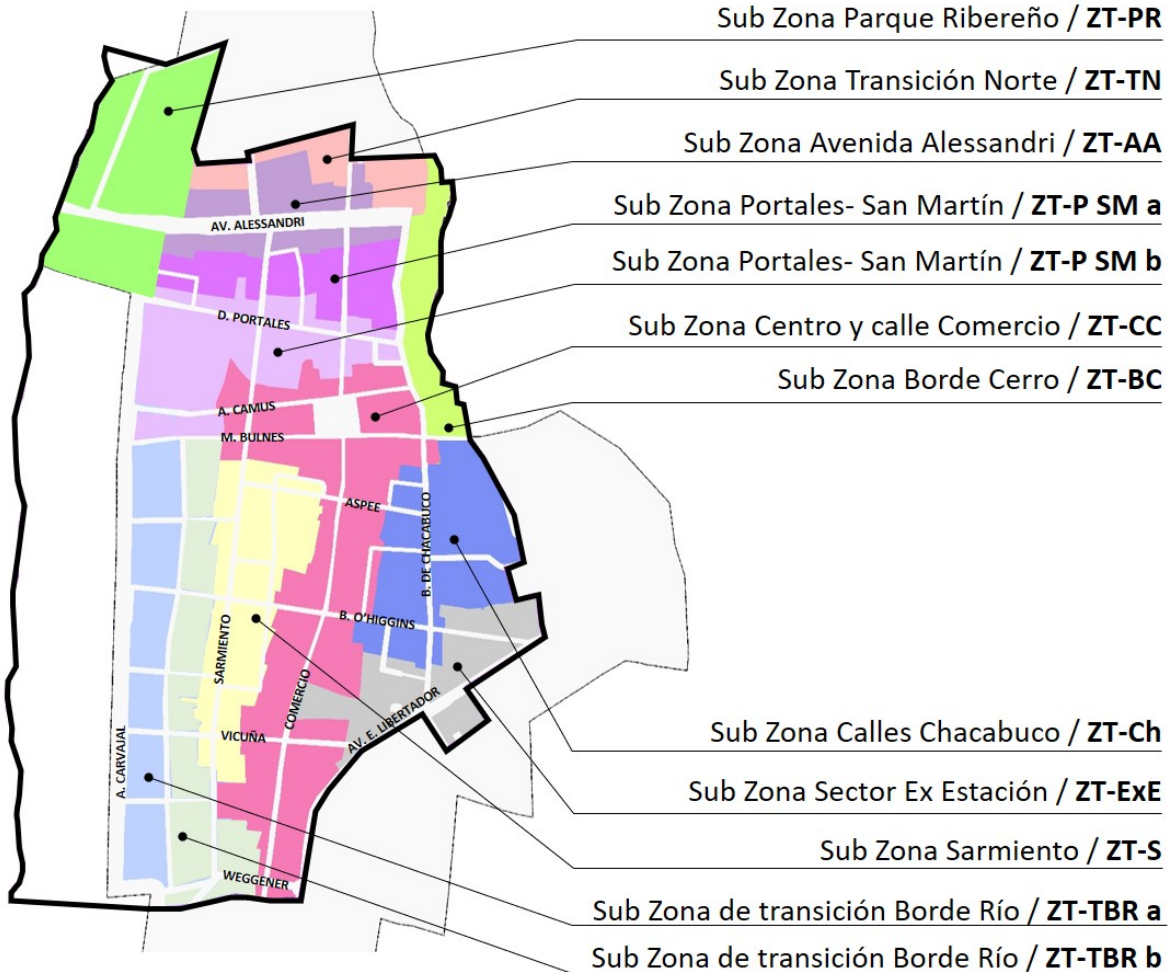 Sub Zona Parque Ribereño / ZT-PR
Sub Zona Transición Norte / ZT-TN
Sub Zona Avenida Alessandri / ZT-AA
Sub Zona Portales- San Martín / ZT-P SM a
Sub Zona Portales- San Martín / ZT-P SM b
Sub Zona Centro y calle Comercio / ZT-CC
Sub Zona Borde Cerro / ZT-BC
AV. ALESSANDRI
D. PORTALES
A. CAMUS
M. BULNES
ASPEE
B. DE CHACABUCO
B. O'HIGGINS
SARMIENTO
COMERCIO
AV. E. LIBERTADOR
VICUÑA
A. CARVAJAL
WEGGENER
Sub Zona Calles Chacabuco / ZT-Ch
Sub Zona Sector Ex Estación / ZT-ExE
Sub Zona Sarmiento / ZT-S
Sub Zona de transición Borde Río / ZT-TBR a
Sub Zona de transición Borde Río / ZT-TBR b